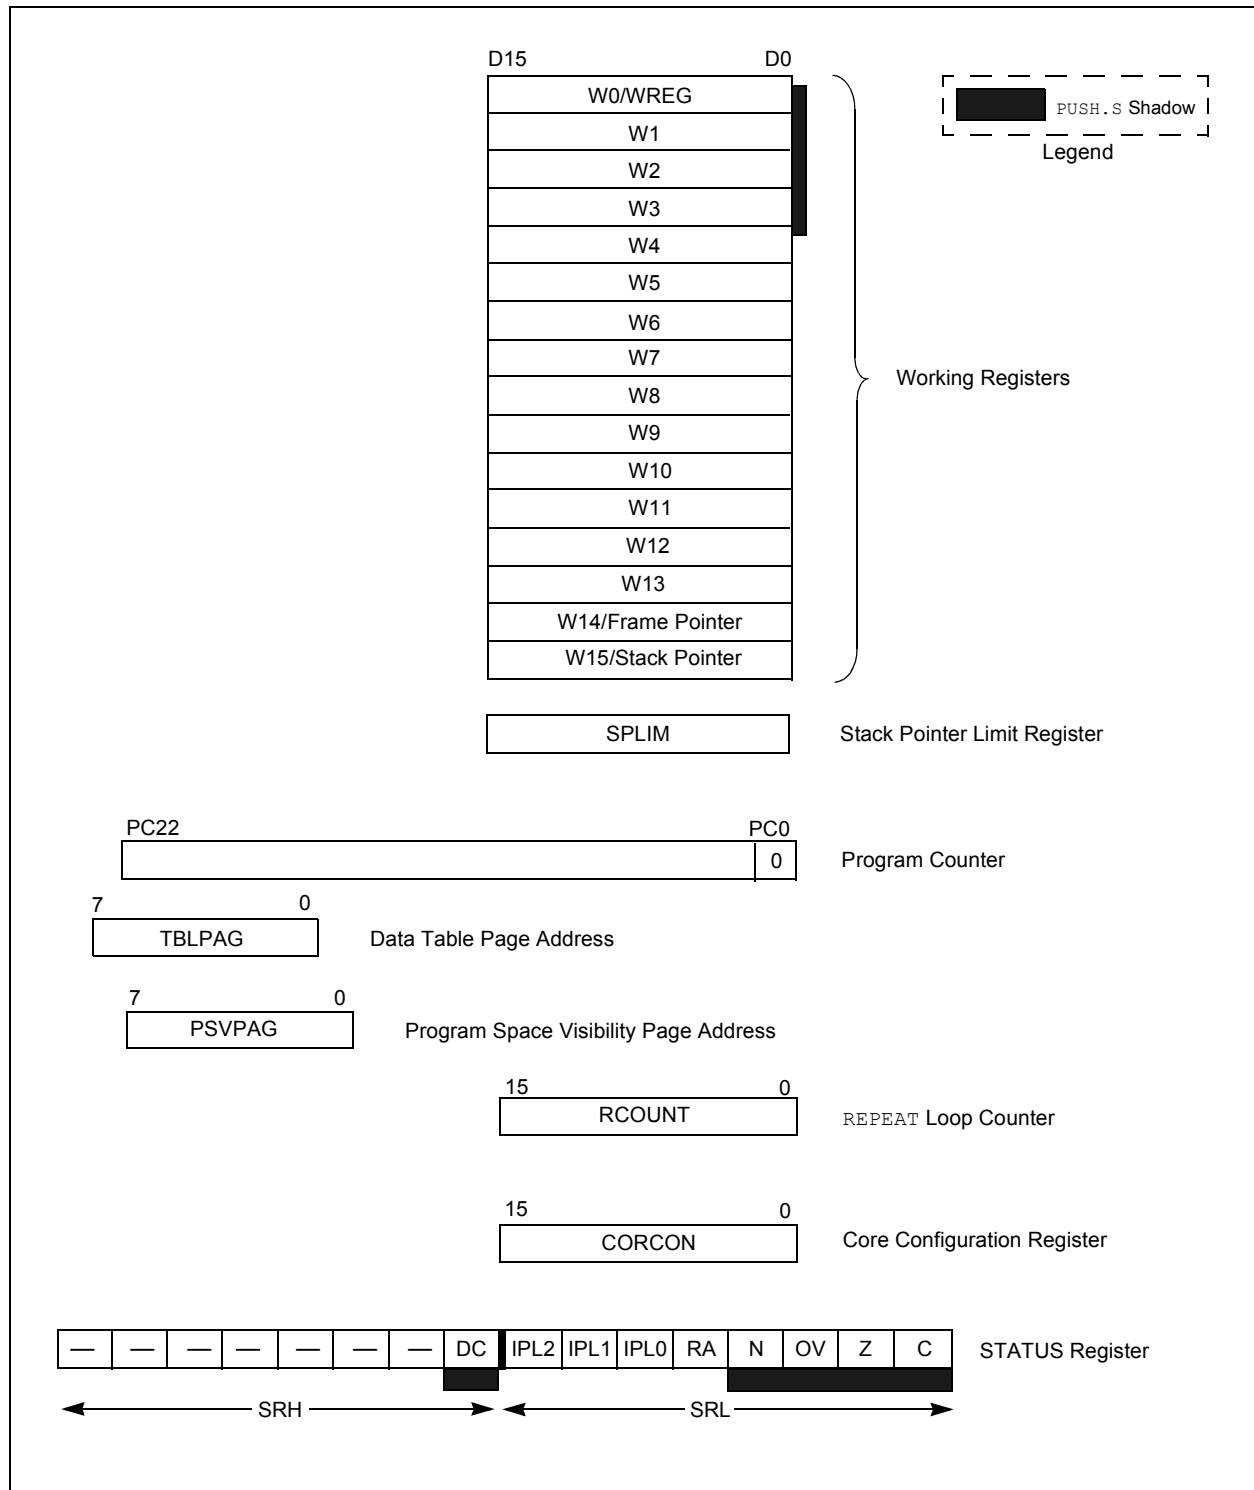 D15 D0
W0/WREG
W1
W2
W3
W4
W5
W6
W7
W8
W9
W10
W11
W12
W13
W14/Frame Pointer
W15/Stack Pointer
PUSH.S Shadow
Legend
Working Registers
SPLIM Stack Pointer Limit Register
PC22 PC0
0 Program Counter
7 0
TBLPAG Data Table Page Address
7 0
PSVPAG Program Space Visibility Page Address
15 0
RCOUNT REPEAT Loop Counter
15 0
CORCON Core Configuration Register
— — — — — — — DC IPL2 IPL1 IPL0 RA N OV Z C STATUS Register
SRH SRL